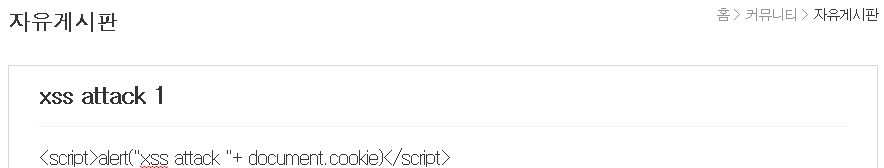 자유게시판
홈 > 커뮤니티 > 자유게시판
xss attack 1
<script>alert("xss attack "+ document.cookie)</script>